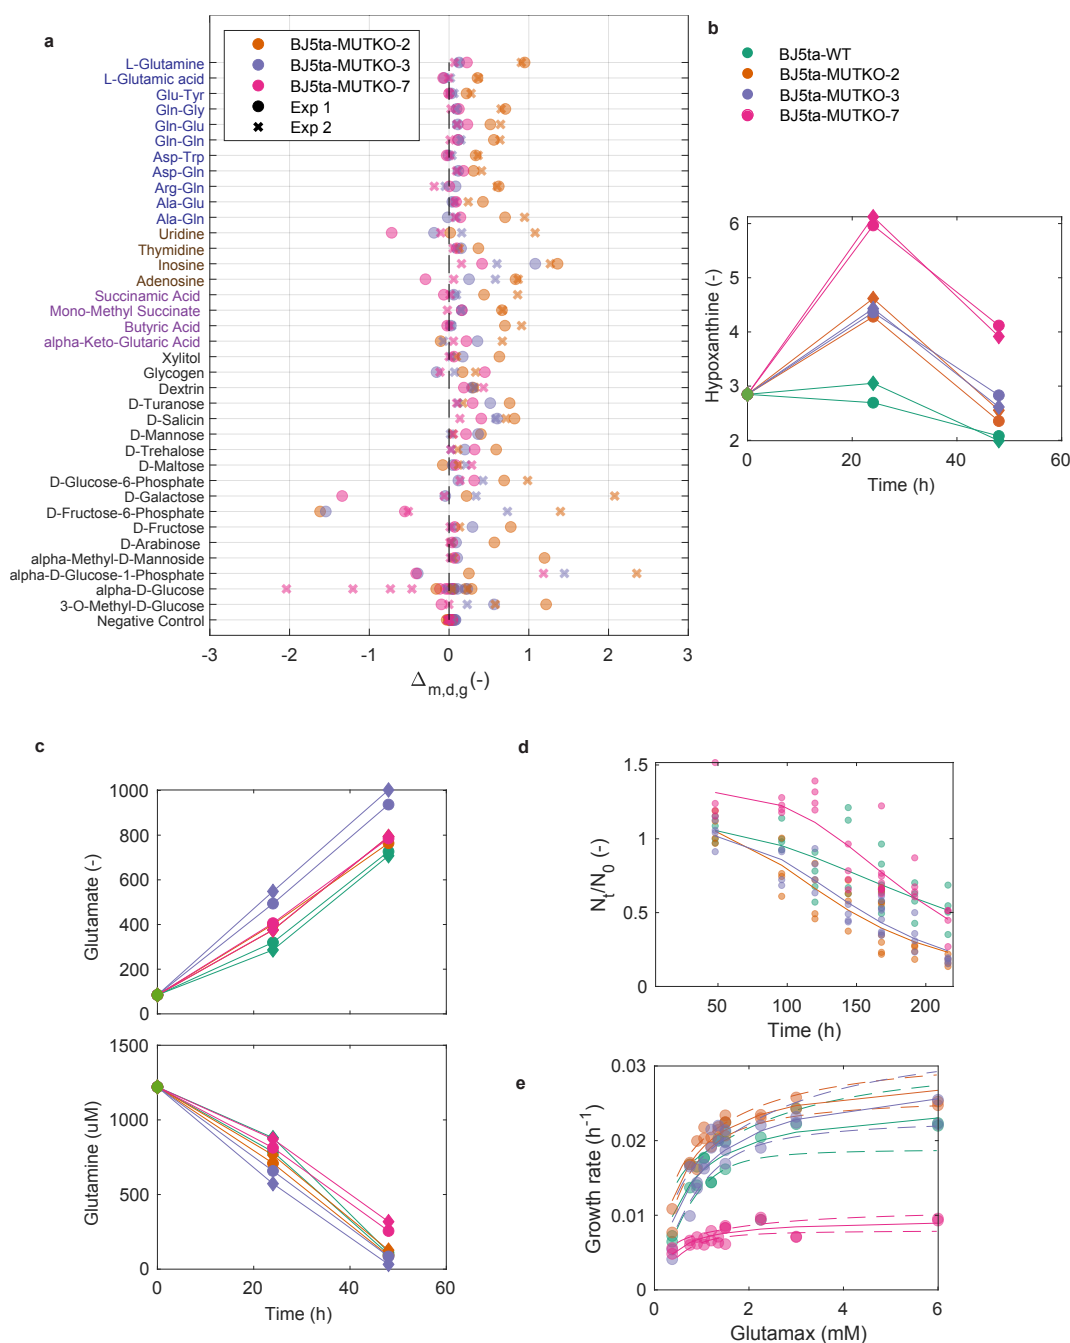 a
BJ5ta-MUTKO-2
BJ5ta-MUTKO-3
BJ5ta-MUTKO-7
Exp 1
Exp 2
L-Glutamine
L-Glutamic acid
Glu-Tyr
Gln-Gly
Gln-Glu
Gln-Gln
Asp-Trp
Asp-Gln
Arg-Gln
Ala-Glu
Ala-Gln
Uridine
Thymidine
Inosine
Adenosine
Succinamic Acid
Mono-Methyl Succinate
Butyric Acid
alpha-Keto-Glutaric Acid
Xylitol
Glycogen
Dextrin
D-Turanose
D-Salicin
D-Mannose
D-Trehalose
D-Maltose
D-Glucose-6-Phosphate
D-Galactose
D-Fructose-6-Phosphate
D-Fructose
D-Arabinose
alpha-Methyl-D-Mannoside
alpha-D-Glucose-1-Phosphate
alpha-D-Glucose
3-O-Methyl-D-Glucose
Negative Control
-3 -2 -1 0 1 2 3
Δm,d,g(-)
b
BJ5ta-WT
BJ5ta-MUTKO-2
BJ5ta-MUTKO-3
BJ5ta-MUTKO-7
Hypoxanthine (-)
6
5
4
3
2
0 20 40 60
Time (h)
c
Glutamate (-)
1000
800
600
400
200
0
0 20 40 60
Glutamine (uM)
1500
1000
500
0
0 20 40 60
Time (h)
d
Nt/N0 (-)
1.5
1
0.5
0
50 100 150 200
Time (h)
e
Growth rate (h-1)
0.03
0.02
0.01
0
0 2 4 6
Glutamax (mM)